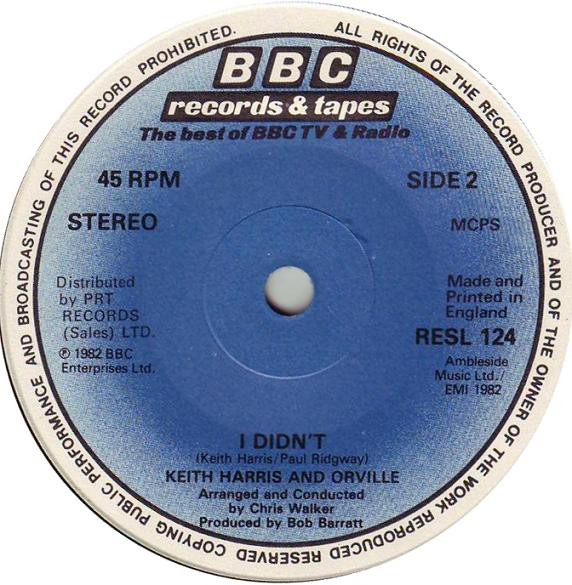 ALL RIGHTS OF THE RECORD PRODUCER AND OF THE OWNER OF THE WORK REPRODUCED RESERVED COPYING PUBLIC PERFORMANCE AND BROADCASTING OF THIS RECORD PROHIBITED.
BBC
records & tapes
The best of BBC TV & Radio
45 RPM
SIDE 2
STEREO
MCPS
Distributed
by PRT
RECORDS
(Sales) LTD.
℗ 1982 BBC
Enterprises Ltd.
Made and
Printed in
England
RESL 124
Ambleside
Music Ltd./
EMI 1982
I DIDN'T
(Keith Harris/Paul Ridgway)
KEITH HARRIS AND ORVILLE
Arranged and Conducted
by Chris Walker
Produced by Bob Barratt